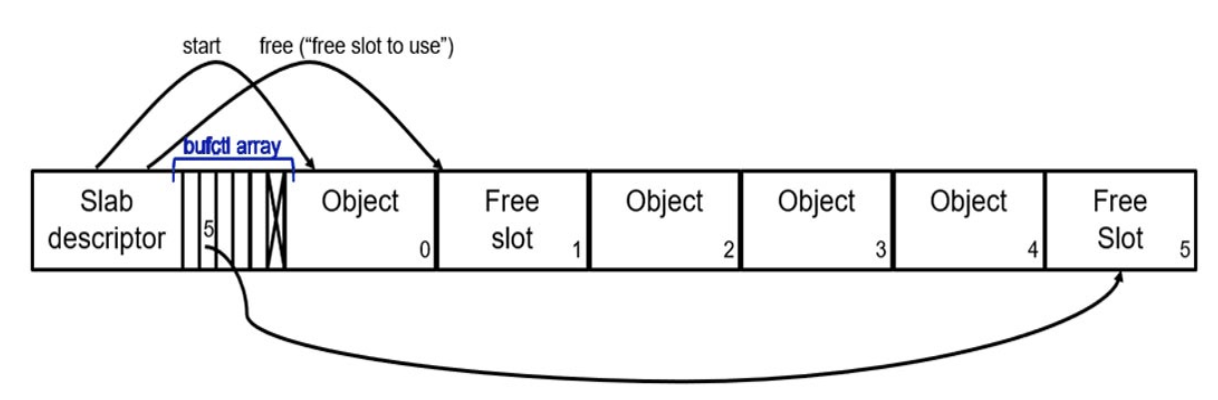 start free (“free slot to use”)
bufctl array
Slab
descriptor
5
Object
0
Free
slot
1
Object
2
Object
3
Object
4
Free
Slot
5